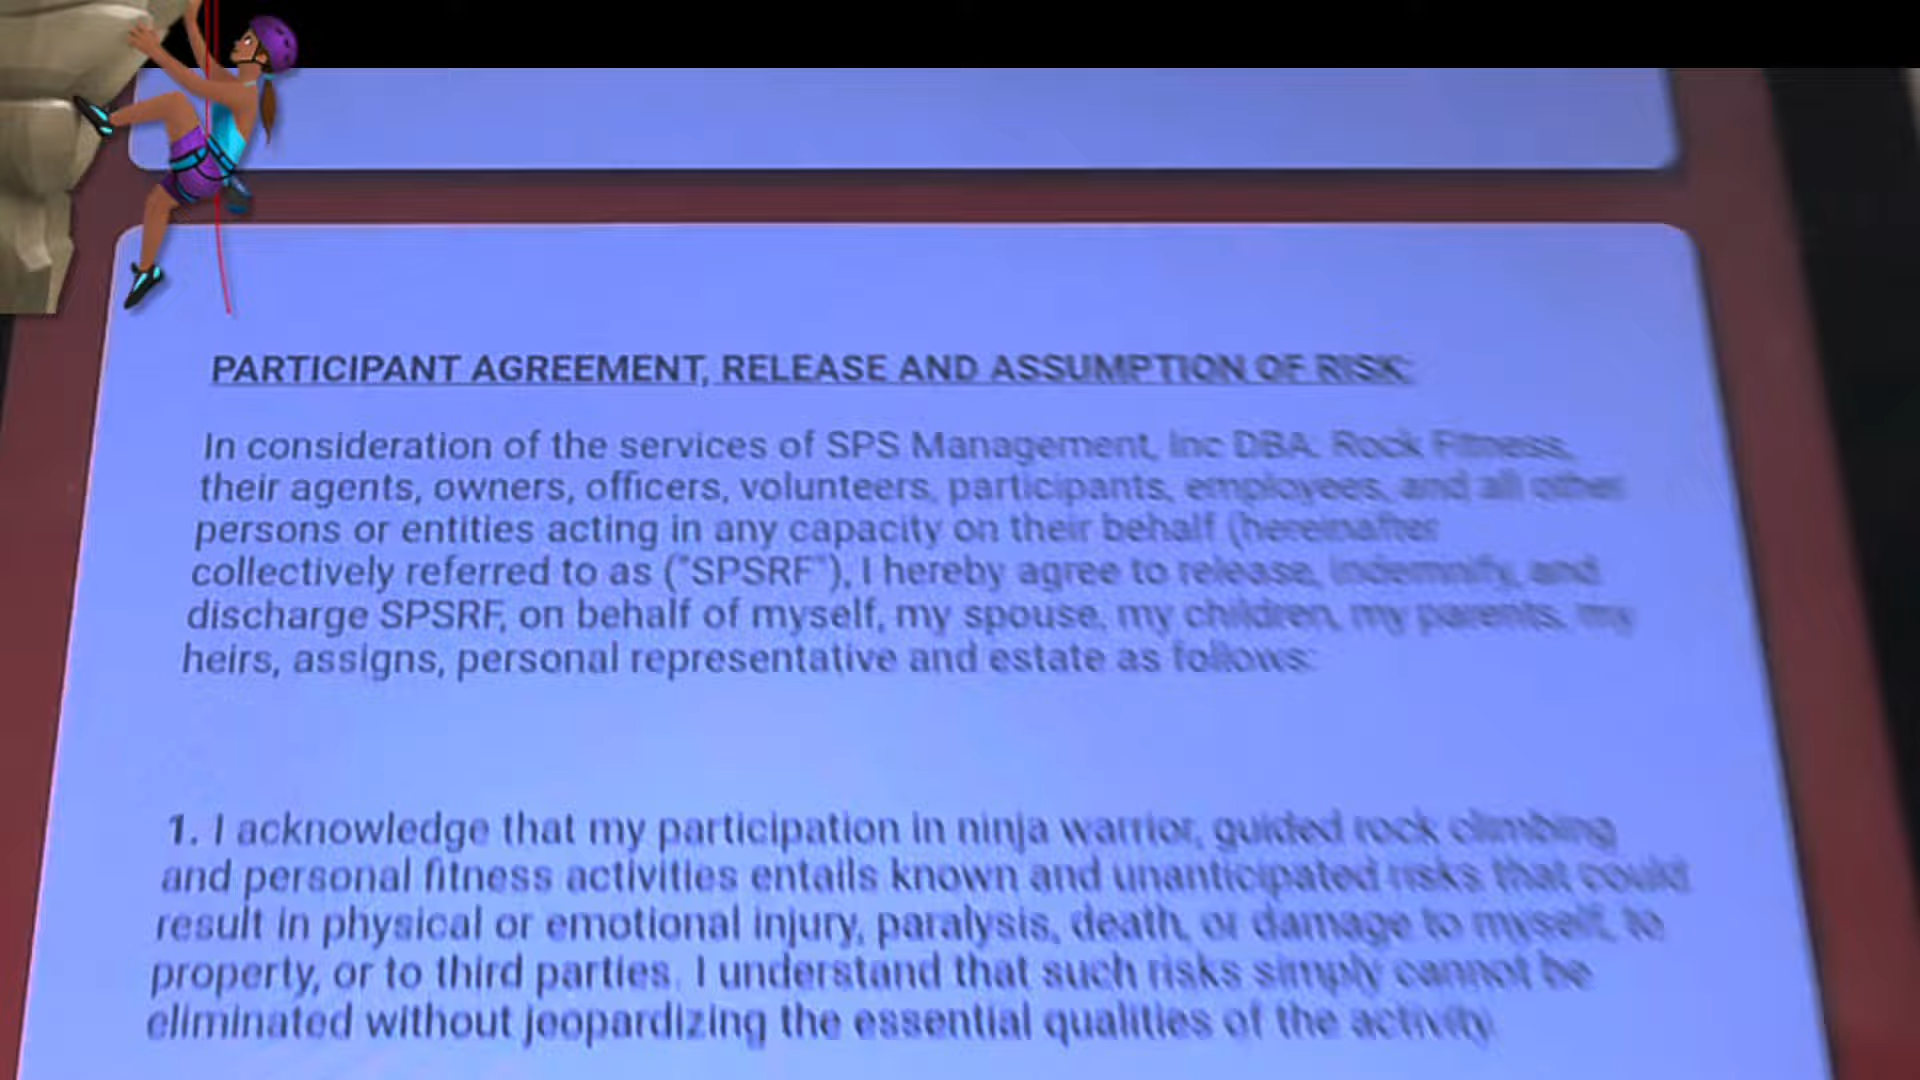 PARTICIPANT AGREEMENT, RELEASE AND ASSUMPTION OF RISK:
In consideration of the services of SPS Management, Inc DBA: Rock Fitness,
their agents, owners, officers, volunteers, participants, employees, and all other
persons or entities acting in any capacity on their behalf (hereinafter
collectively referred to as ("SPSRF"), I hereby agree to release, indemnify, and
discharge SPSRF, on behalf of myself, my spouse, my children, my parents, my
heirs, assigns, personal representative and estate as follows:
1. I acknowledge that my participation in ninja warrior, guided rock climbing
and personal fitness activities entails known and unanticipated risks that could
result in physical or emotional injury, paralysis, death, or damage to myself, to
property, or to third parties. I understand that such risks simply cannot be
eliminated without jeopardizing the essential qualities of the activity.